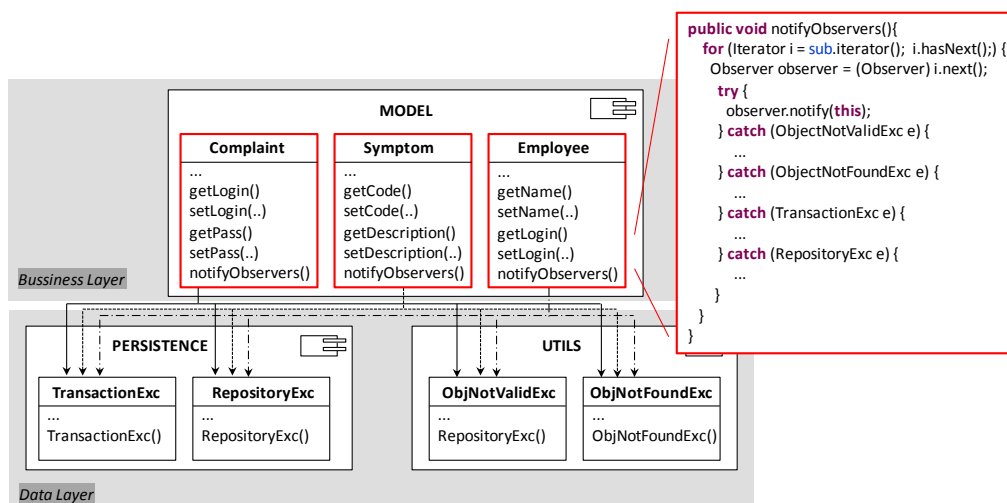 public void notifyObservers(){
for (Iterator i = sub.iterator(); i.hasNext();) {
Observer observer = (Observer) i.next();
try {
observer.notify(this);
} catch (ObjectNotValidExc e) {
...
} catch (ObjectNotFoundExc e) {
...
} catch (TransactionExc e) {
...
} catch (RepositoryExc e) {
...
}
}
}
MODEL
Complaint
...
getLogin()
setLogin(..)
getPass()
setPass(..)
notifyObservers()
Symptom
...
getCode()
setCode(..)
getDescription()
setDescription()
notifyObservers()
Employee
...
getName()
setName(..)
getLogin()
setLogin(..)
notifyObservers()
Bussiness Layer
PERSISTENCE
TransactionExc
...
TransactionExc()
RepositoryExc
...
RepositoryExc()
UTILS
ObjNotValidExc
...
RepositoryExc()
ObjNotFoundExc
...
ObjNotFoundExc()
Data Layer